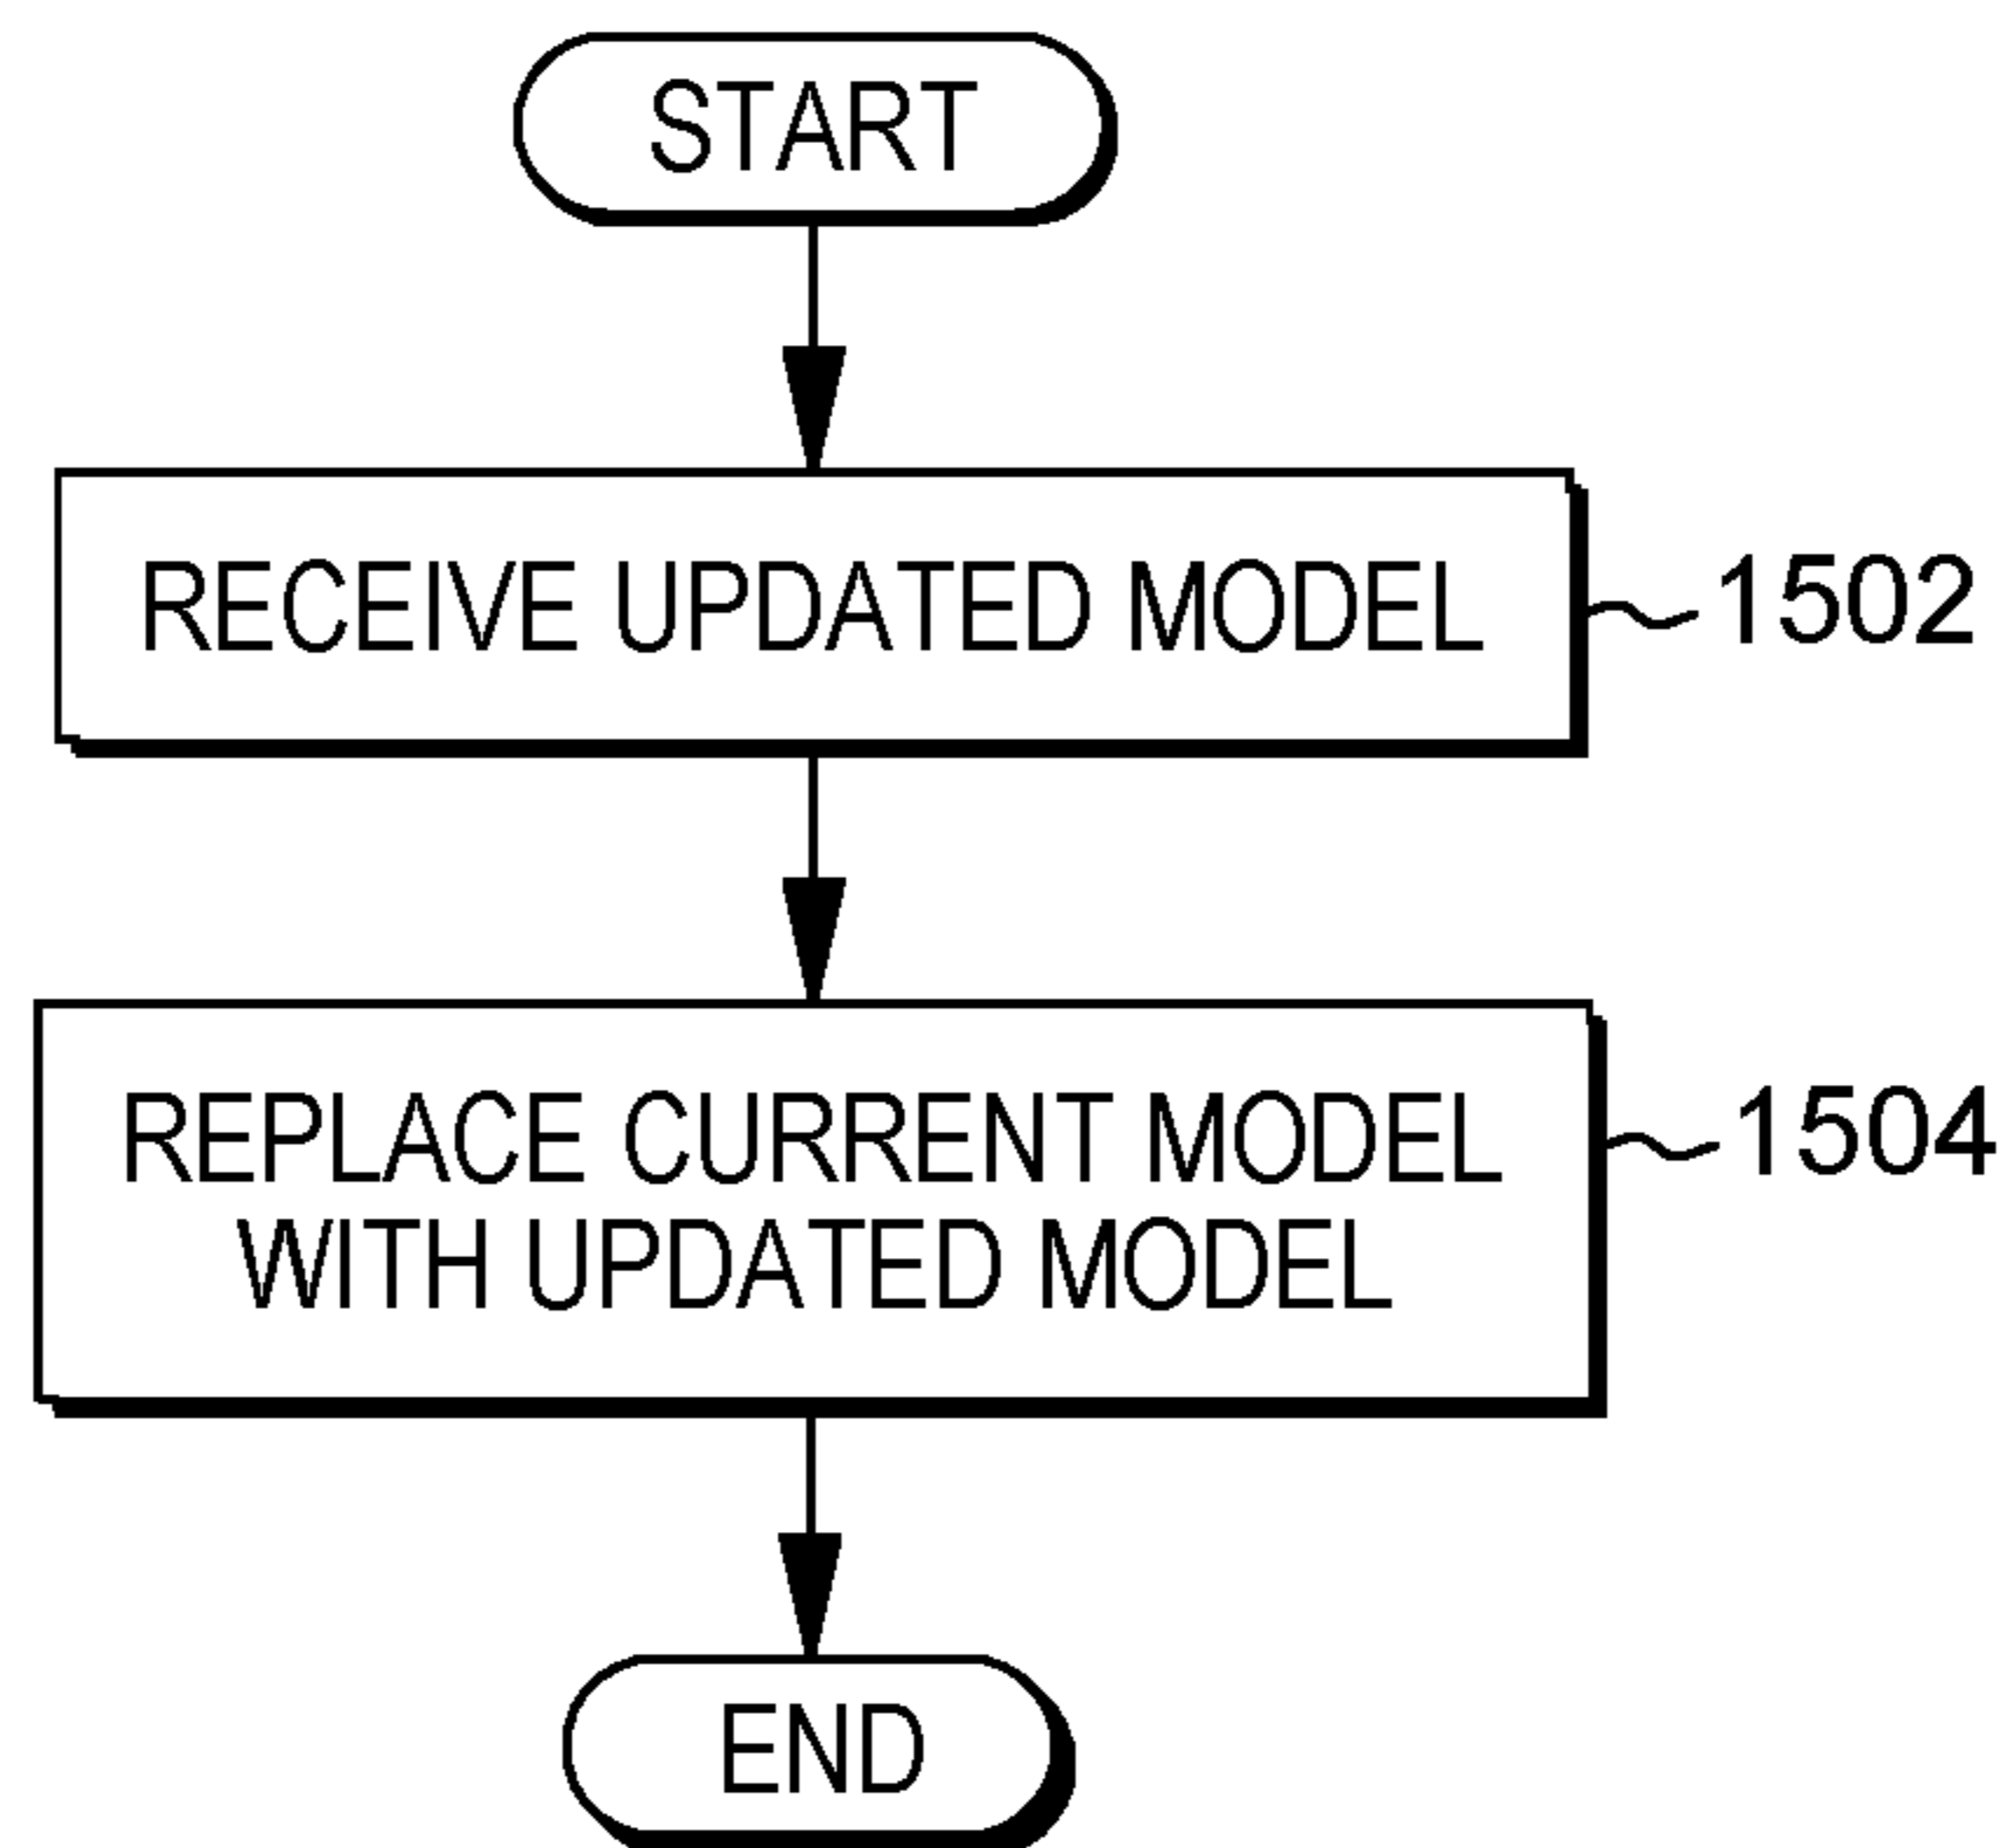 START
RECEIVE UPDATED MODEL
1502
REPLACE CURRENT MODEL
WITH UPDATED MODEL
1504
END